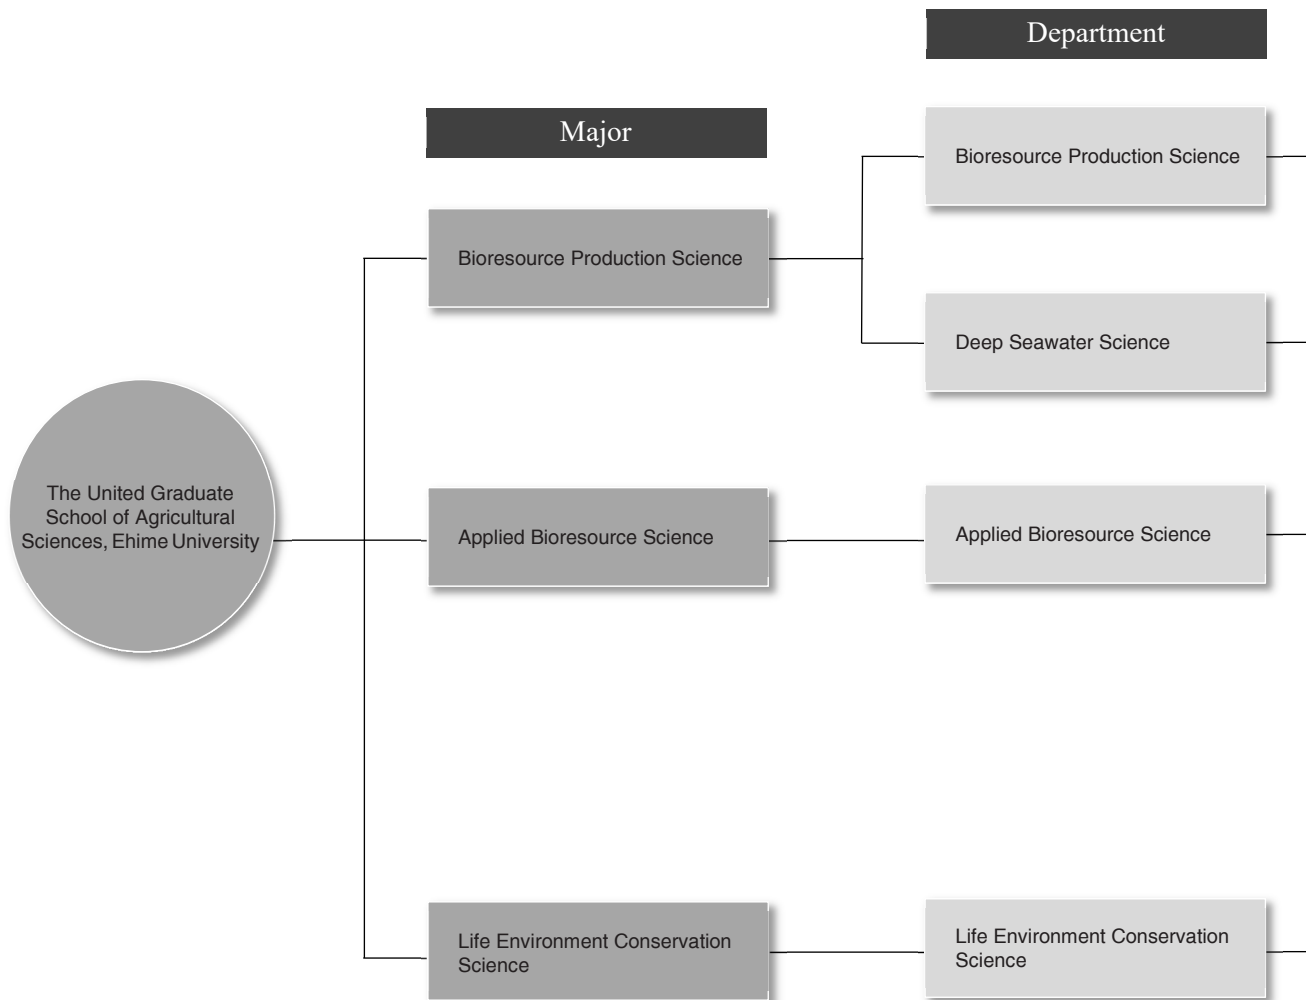 Department
Major
Bioresource Production Science
Bioresource Production Science
Deep Seawater Science
The United Graduate
School of Agricultural
Sciences, Ehime University
Applied Bioresource Science
Applied Bioresource Science
Life Environment Conservation
Science
Life Environment Conservation
Science